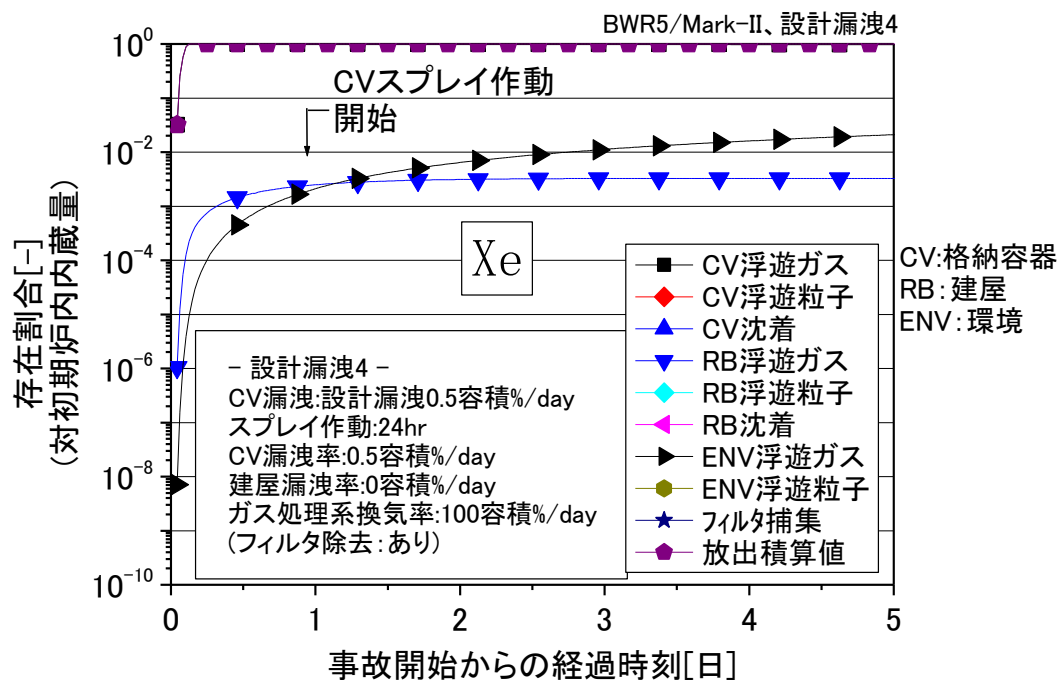 BWR5/Mark-II、設計漏洩4
存在割合[-]
(対初期炉内内蔵量)
10^0
10^-2
10^-4
10^-6
10^-8
10^-10
CVスプレイ作動
開始
Xe
- 設計漏洩4 -
CV漏洩:設計漏洩0.5容積%/day
スプレイ作動:24hr
CV漏洩率:0.5容積%/day
建屋漏洩率:0容積%/day
ガス処理系換気率:100容積%/day
(フィルタ除去:あり)
CV浮遊ガス
CV浮遊粒子
CV沈着
RB浮遊ガス
RB浮遊粒子
RB沈着
ENV浮遊ガス
ENV浮遊粒子
フィルタ捕集
放出積算値
CV:格納容器
RB:建屋
ENV:環境
0 1 2 3 4 5
事故開始からの経過時刻[日]